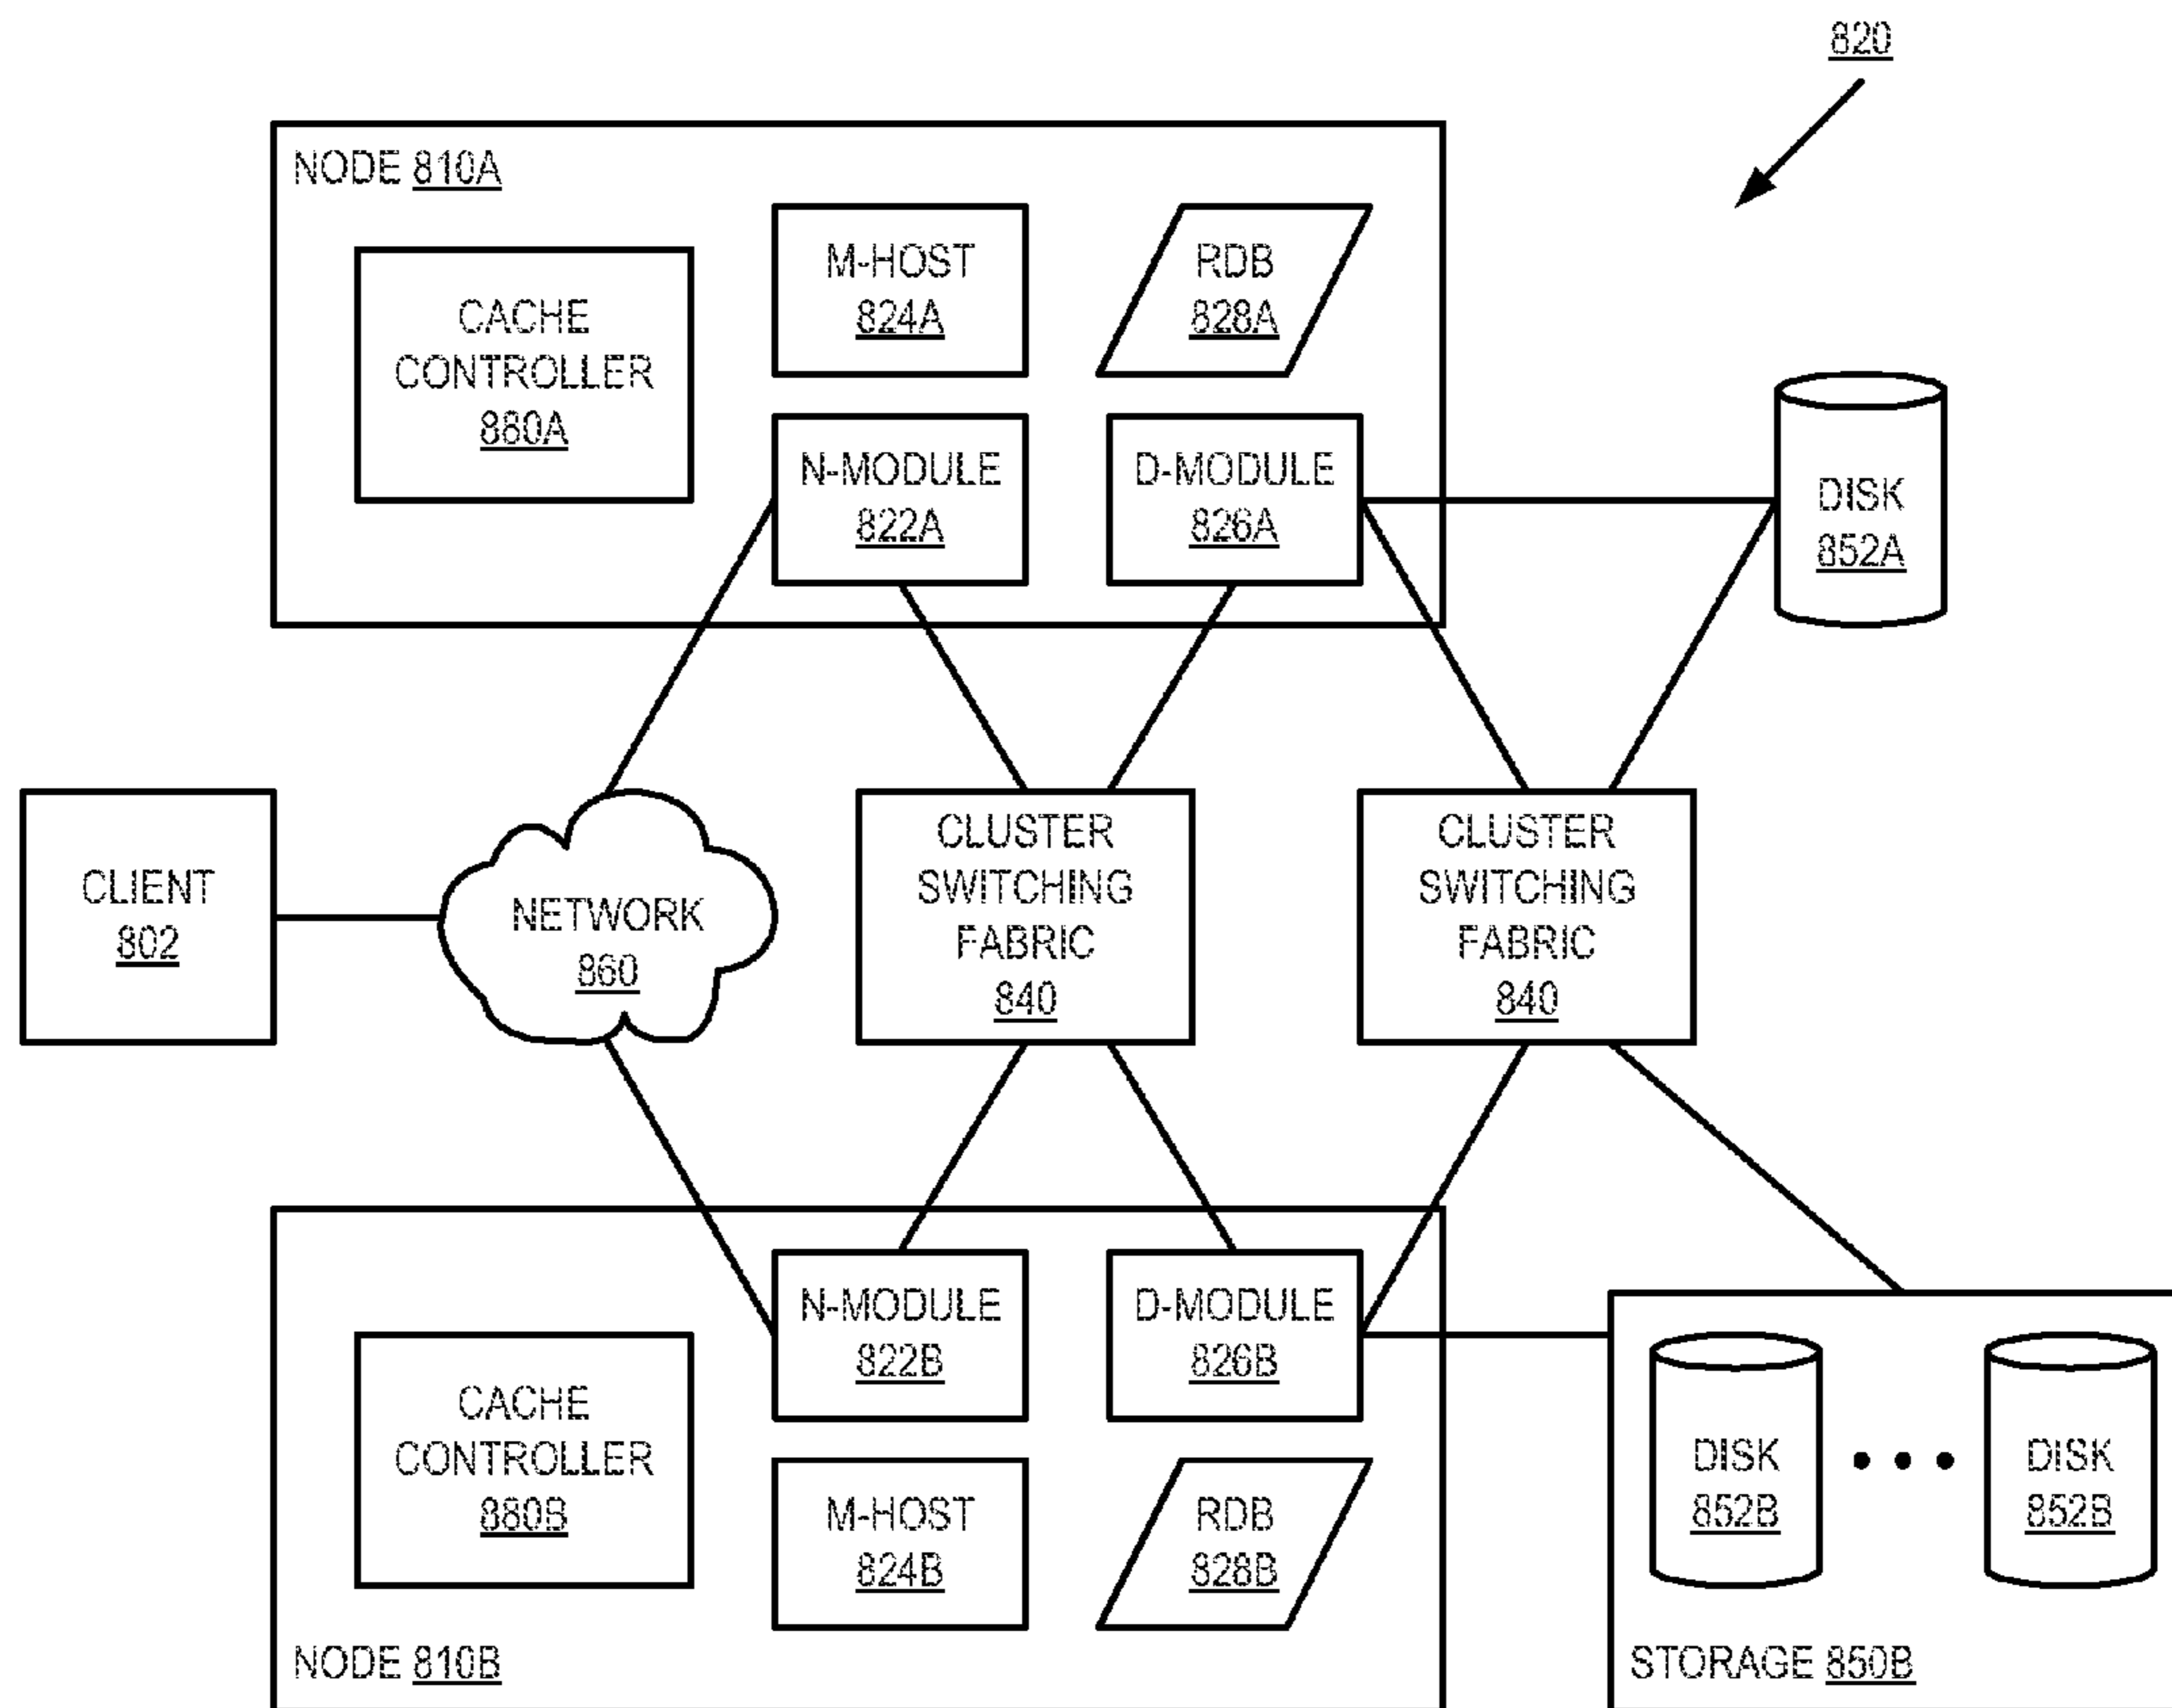 820
NODE 810A
M-HOST
824A
RDB
828A
CACHE
CONTROLLER
880A
N-MODULE
822A
D-MODULE
826A
DISK
852A
CLIENT
802
NETWORK
860
CLUSTER
SWITCHING
FABRIC
840
CLUSTER
SWITCHING
FABRIC
840
N-MODULE
822B
D-MODULE
826B
CACHE
CONTROLLER
880B
M-HOST
824B
RDB
828B
NODE 810B
DISK
852B
DISK
852B
STORAGE 850B